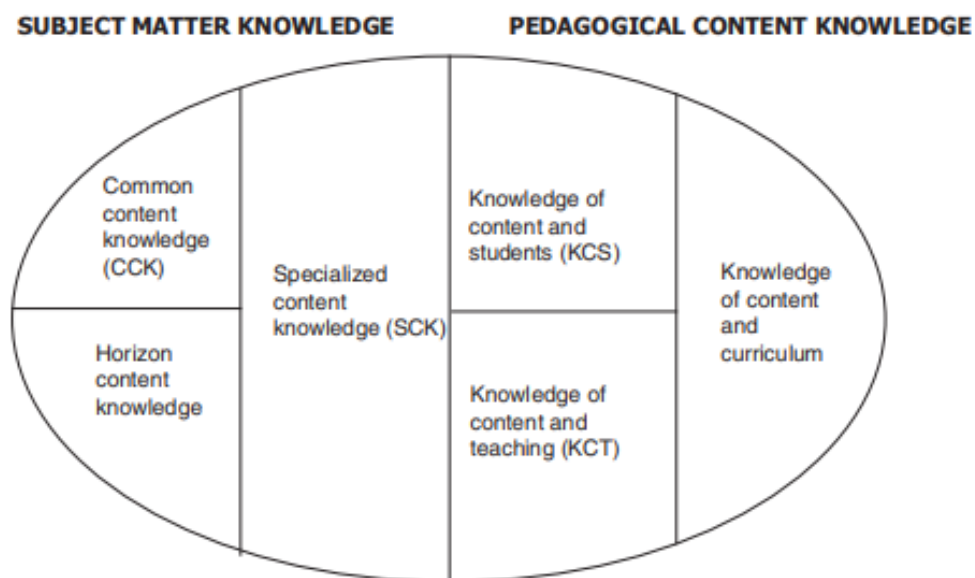 SUBJECT MATTER KNOWLEDGE
PEDAGOGICAL CONTENT KNOWLEDGE
Common
content
knowledge
(CCK)
Horizon
content
knowledge
Specialized
content
knowledge (SCK)
Knowledge of
content and
students (KCS)
Knowledge of
content and
teaching (KCT)
Knowledge
of content
and
curriculum